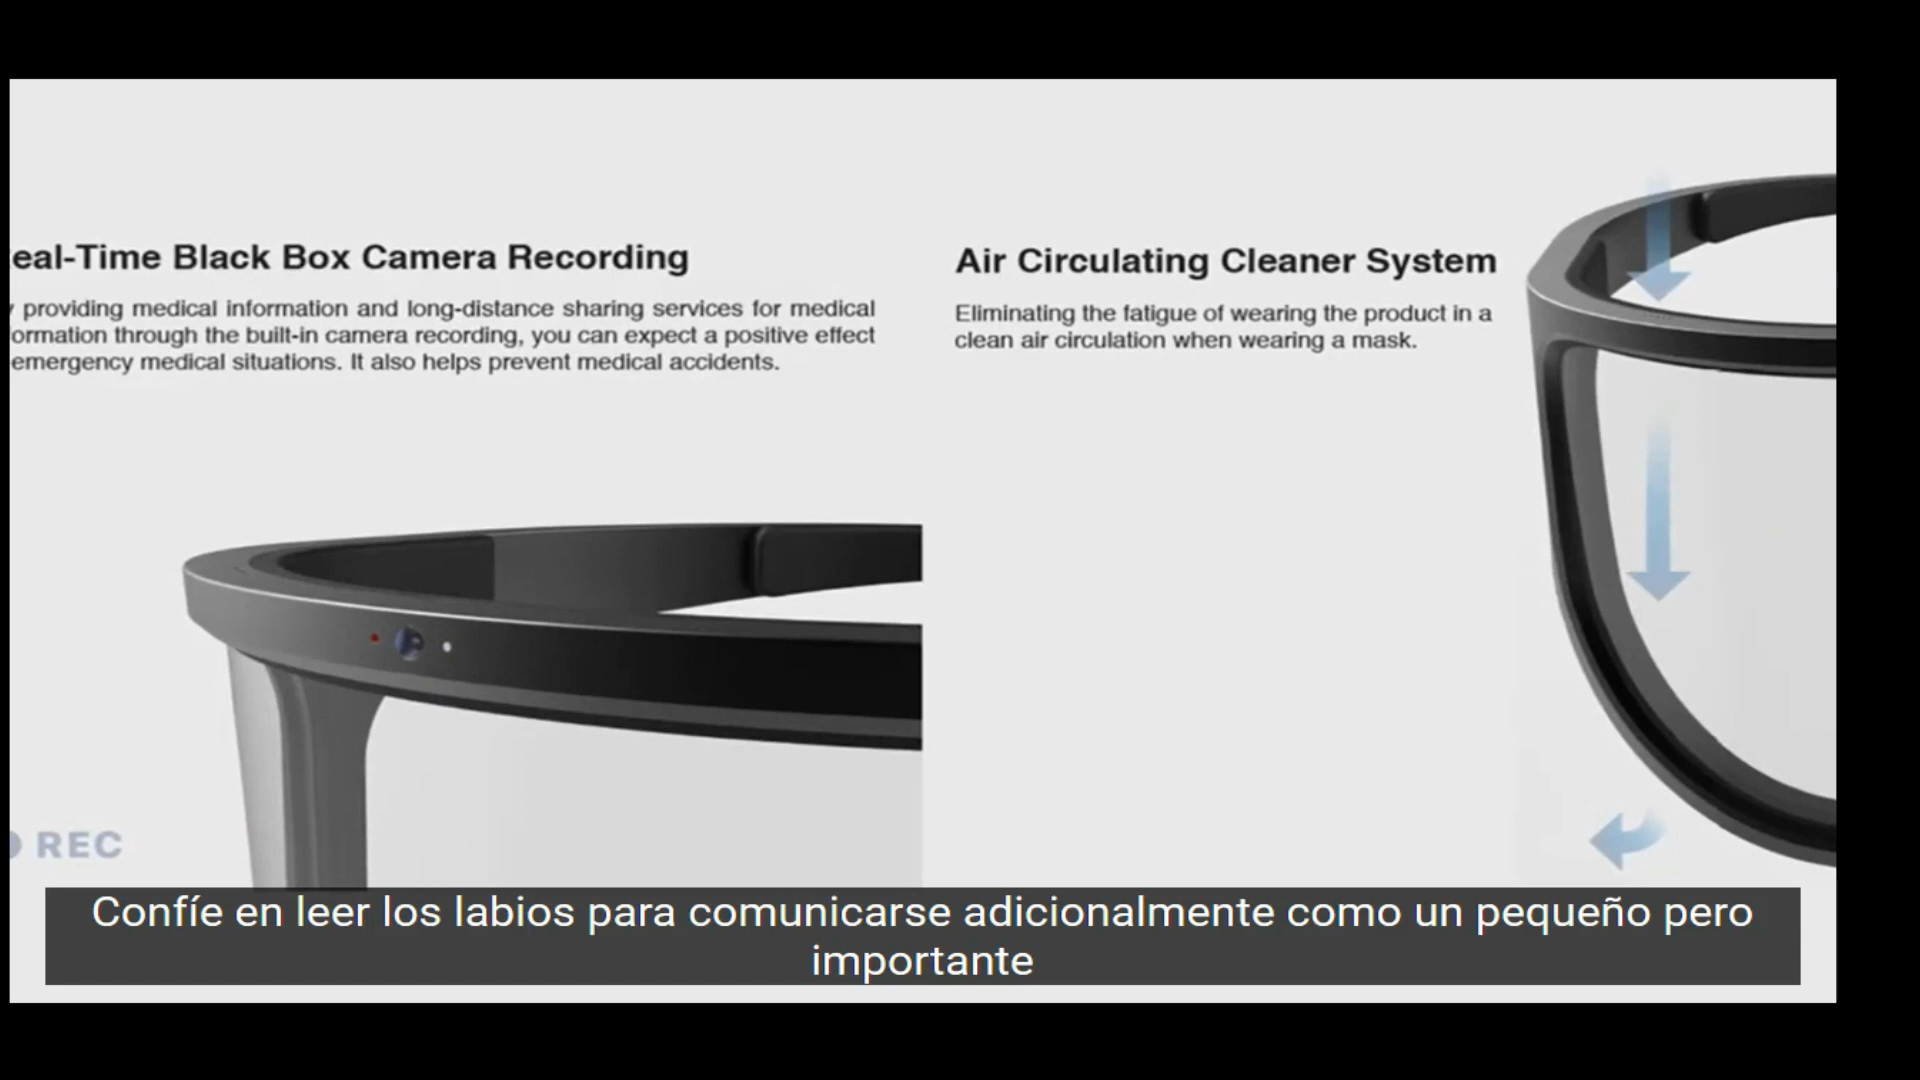 eal-Time Black Box Camera Recording
providing medical information and long-distance sharing services for medical
ormation through the built-in camera recording, you can expect a positive effect
emergency medical situations. It also helps prevent medical accidents.
Air Circulating Cleaner System
Eliminating the fatigue of wearing the product in a
clean air circulation when wearing a mask.
REC
Confíe en leer los labios para comunicarse adicionalmente como un pequeño pero
importante